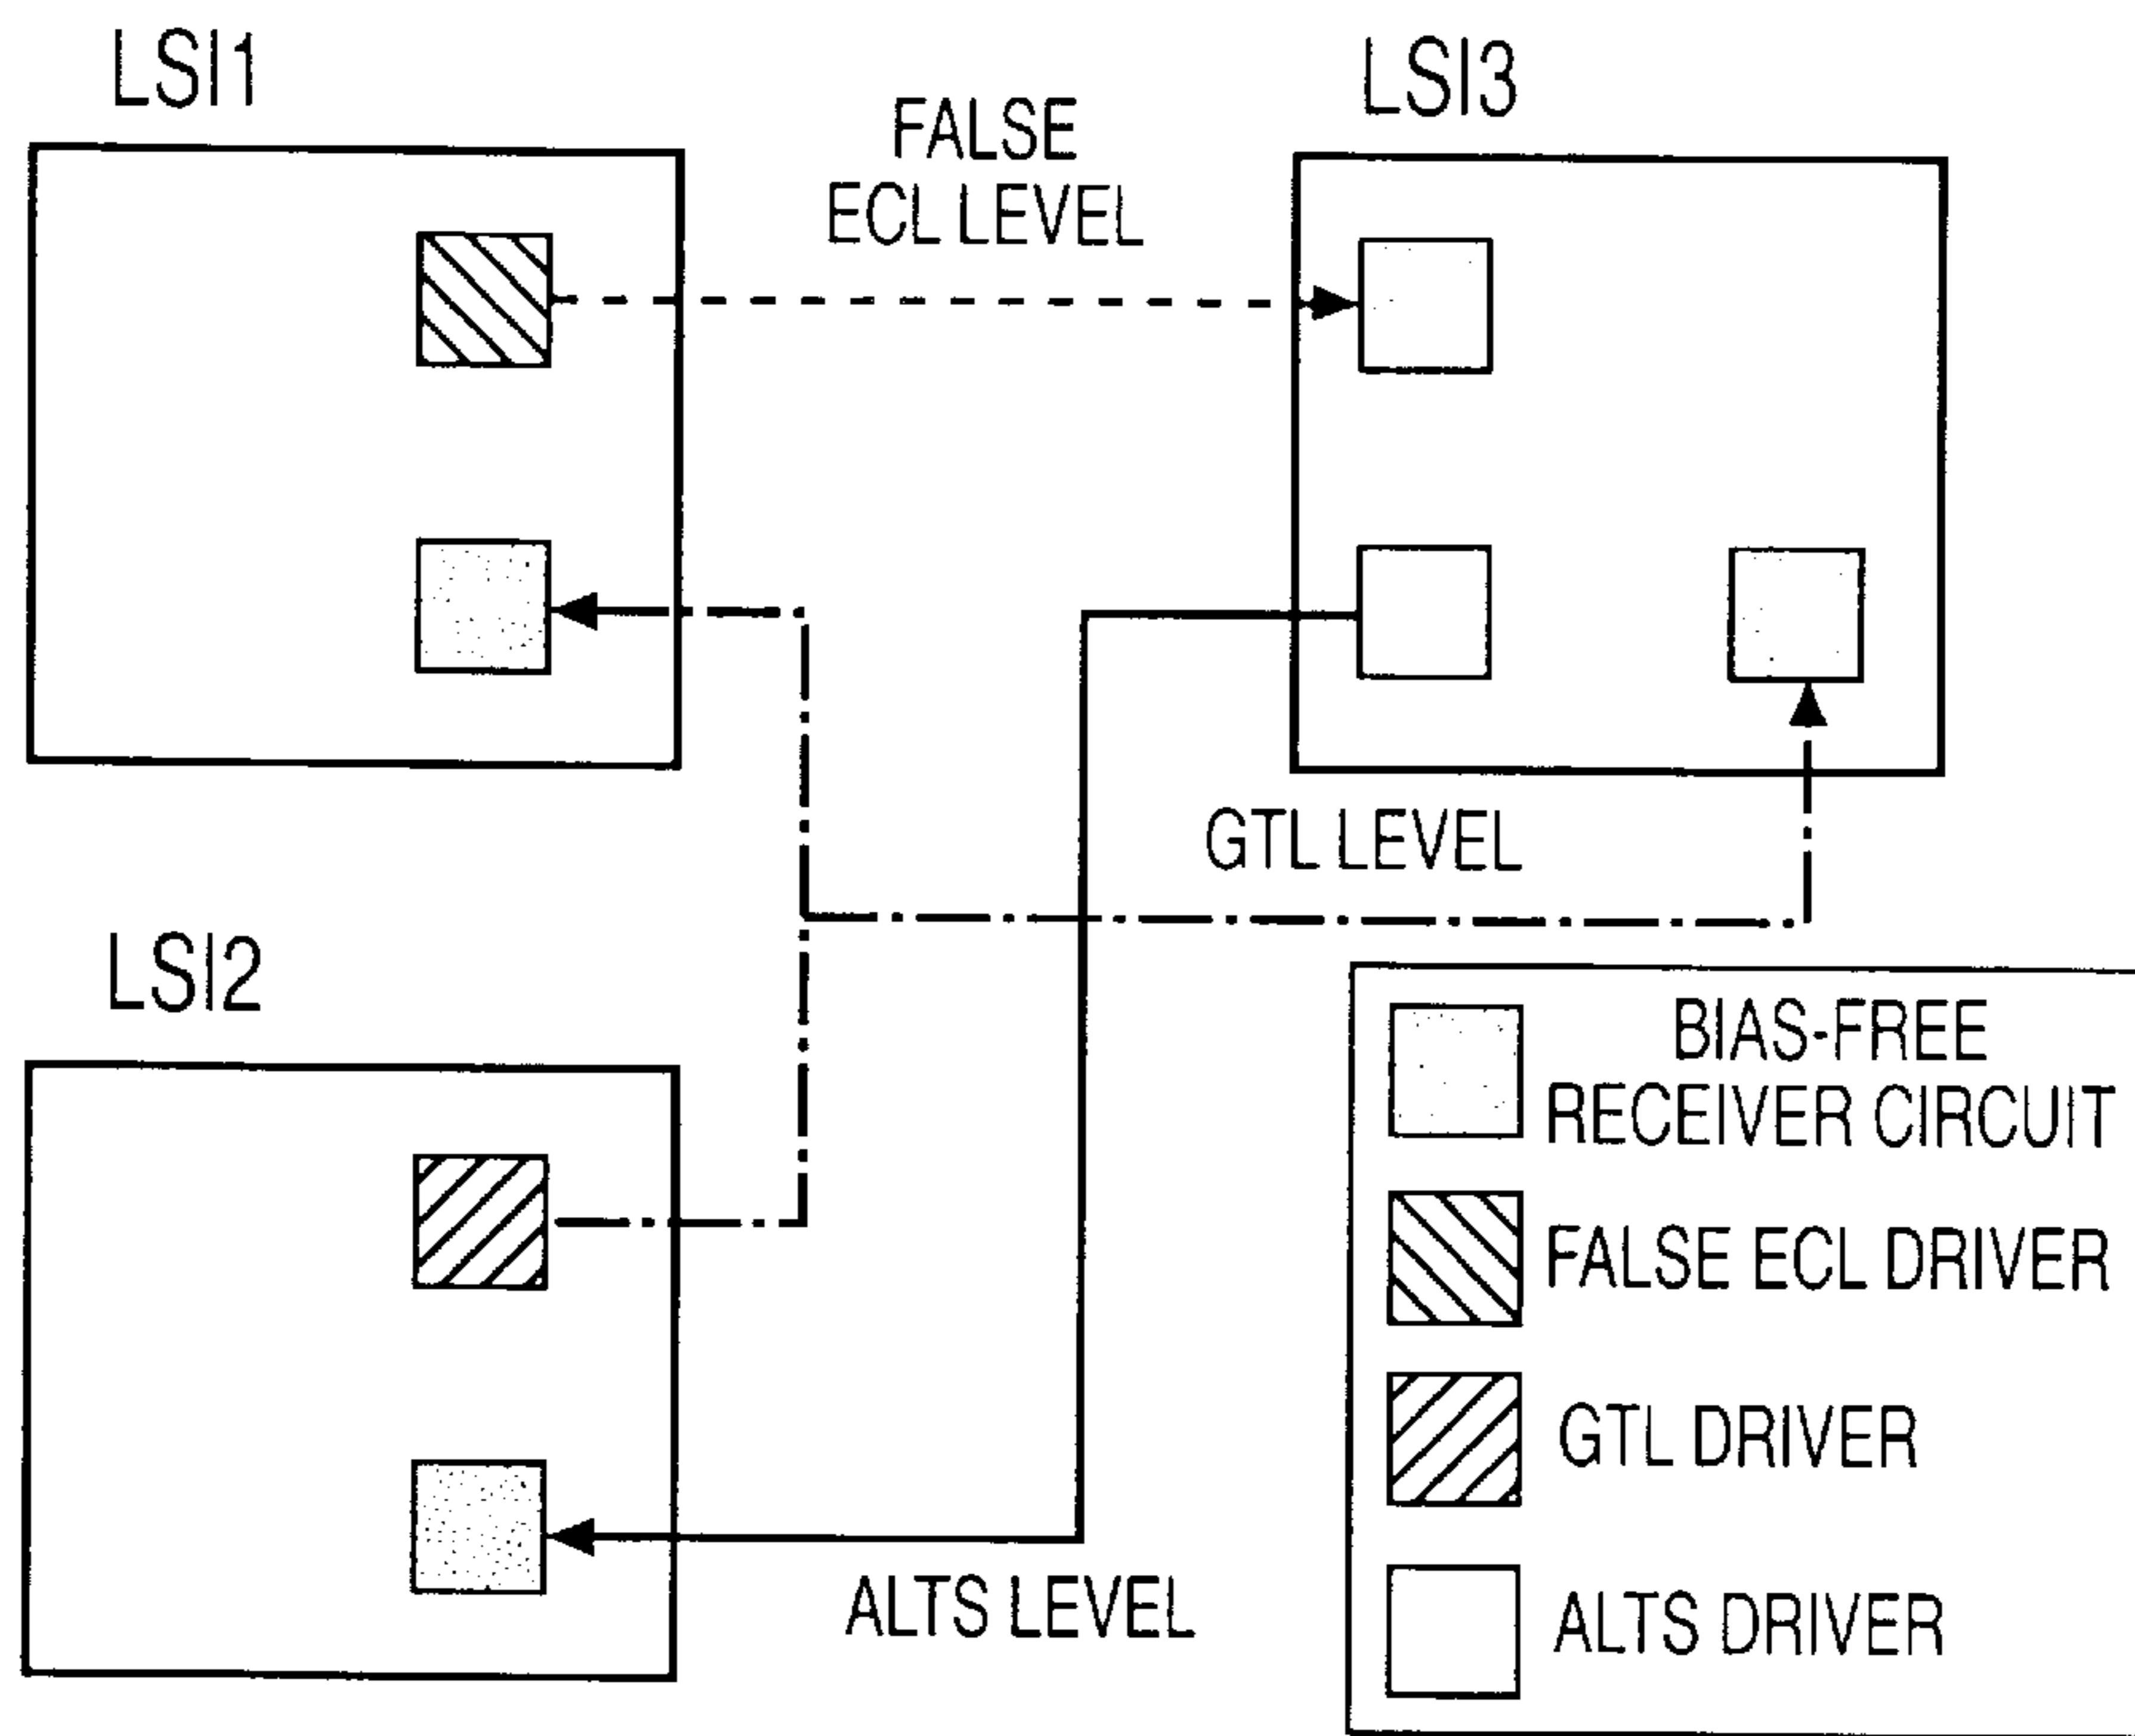 LSI1
LSI3
FALSE
ECL LEVEL
GTL LEVEL
LSI2
ALTS LEVEL
BIAS-FREE
RECEIVER CIRCUIT
FALSE ECL DRIVER
GTL DRIVER
ALTS DRIVER